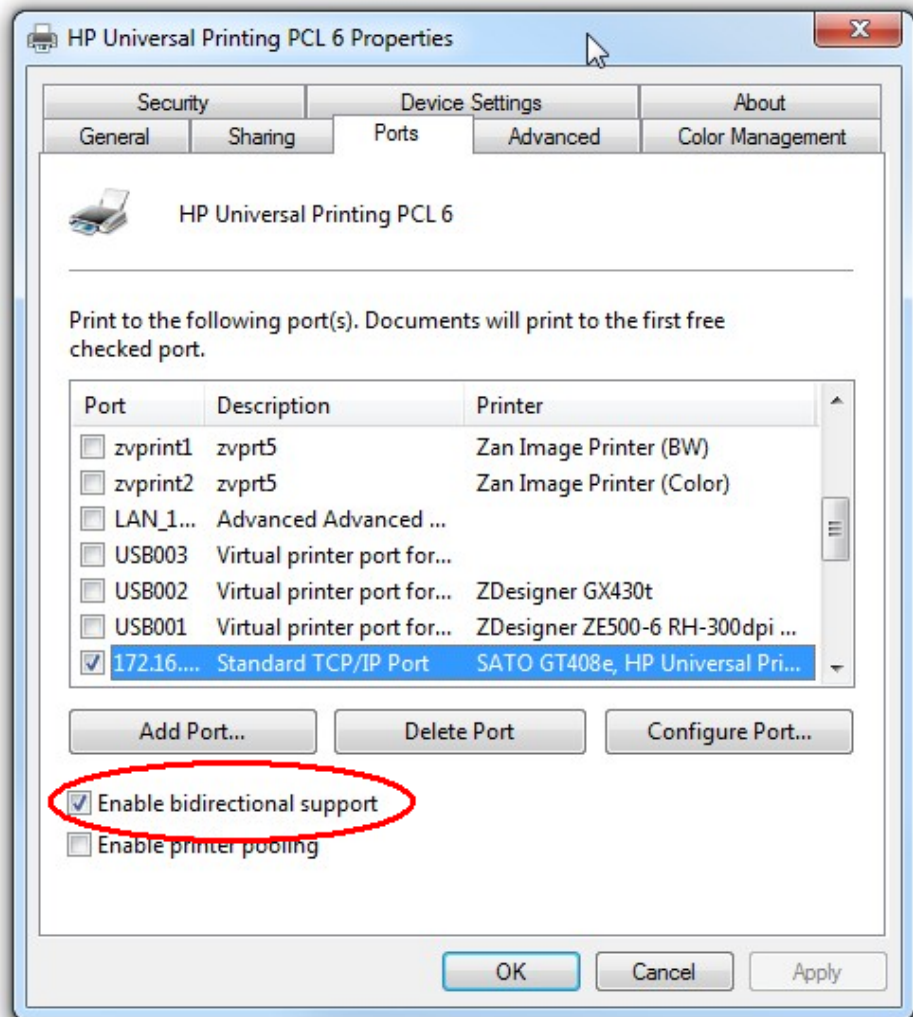 HP Universal Printing PCL 6 Properties
Security Device Settings About
General Sharing Ports Advanced Color Management
HP Universal Printing PCL 6
Print to the following port(s). Documents will print to the first free
checked port.
Port Description Printer
zvprint1 zvprt5 Zan Image Printer (BW)
zvprint2 zvprt5 Zan Image Printer (Color)
LAN_1... Advanced Advanced ...
USB003 Virtual printer port for...
USB002 Virtual printer port for... ZDesigner GX430t
USB001 Virtual printer port for... ZDesigner ZE500-6 RH-300dpi ...
172.16.... Standard TCP/IP Port SATO GT408e, HP Universal Pri...
Add Port... Delete Port Configure Port...
Enable bidirectional support
Enable printer pooling
OK Cancel Apply